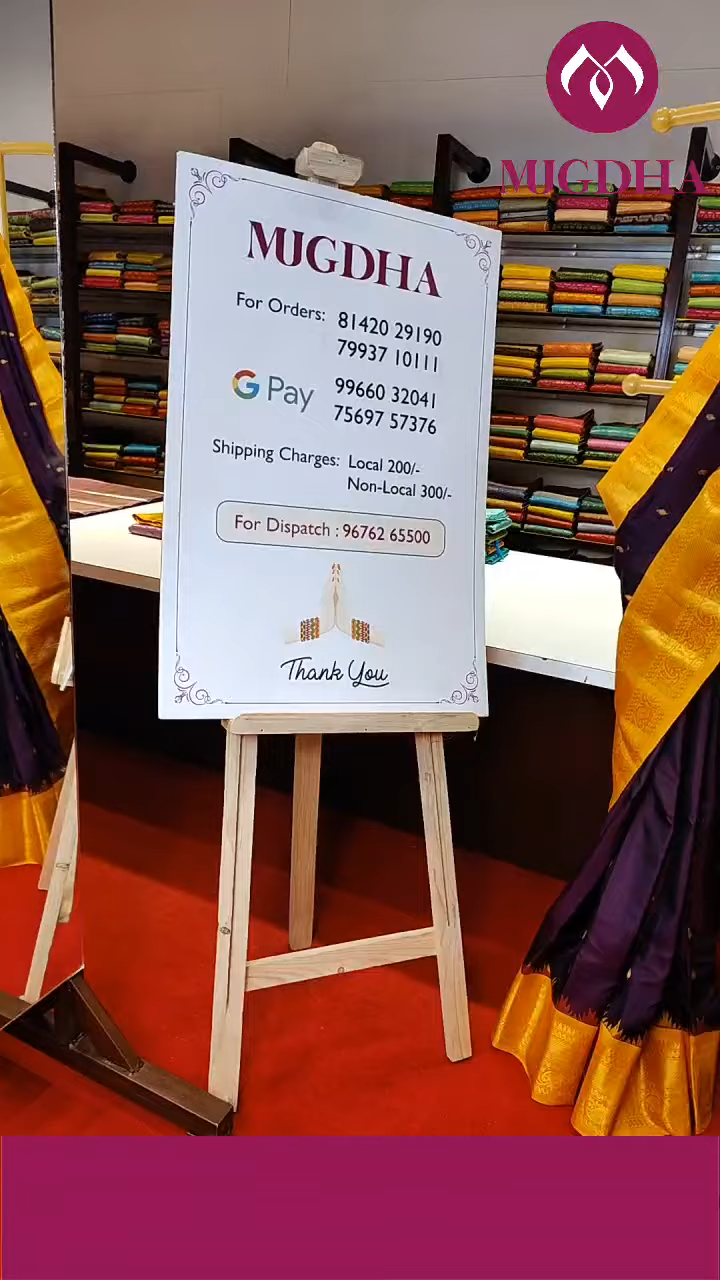 MUGDHA
MUGDHA
For Orders: 81420 29190
79937 10111
G Pay 99660 32041
75697 57376
Shipping Charges: Local 200/-
Non-Local 300/-
For Dispatch : 96762 65500
Thank You